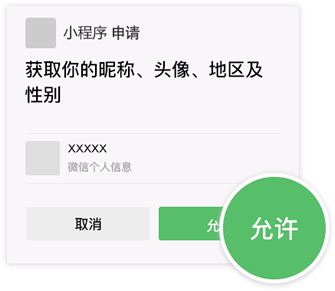 小程序 申请
获取你的昵称、头像、地区及
性别
XXXXX
微信个人信息
取消
允
允许